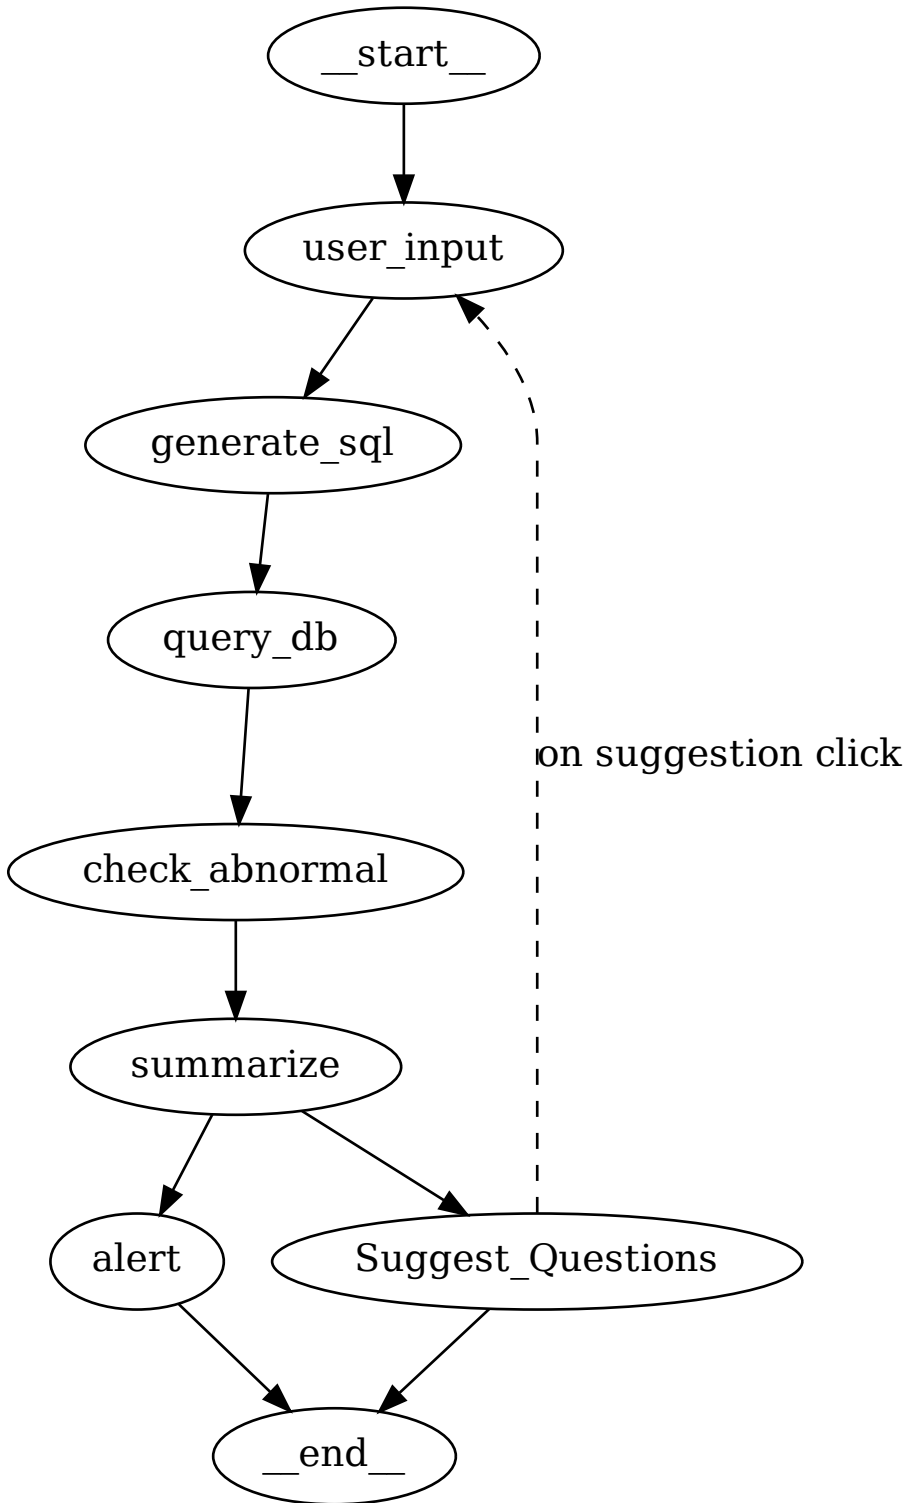 __start__
user_input
generate_sql
query_db
on suggestion click
check_abnormal
summarize
alert
Suggest_Questions
__end__